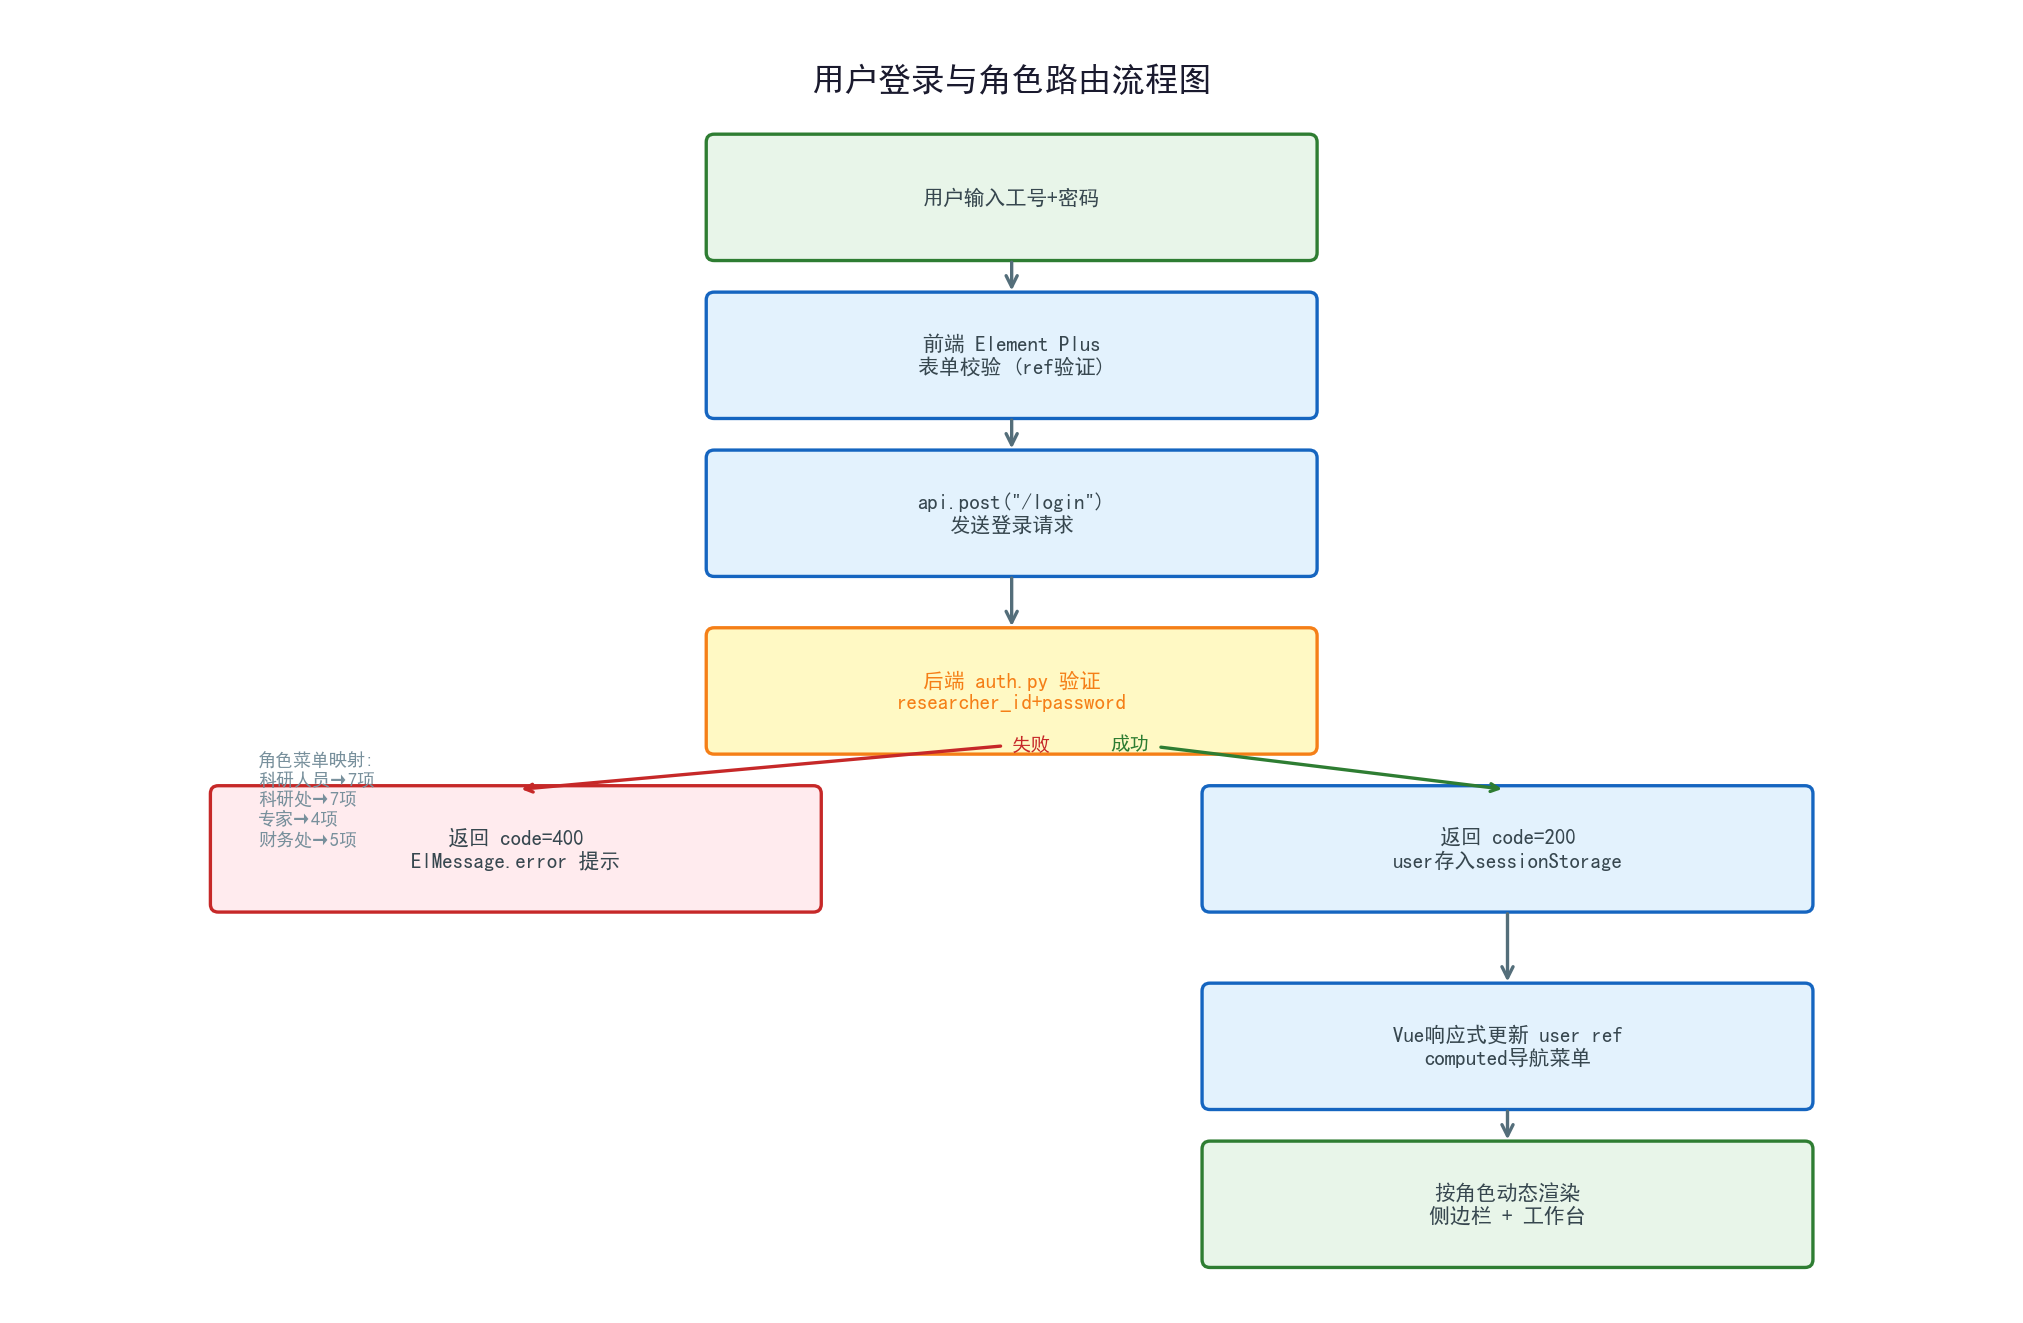 用户登录与角色路由流程图
用户输入工号+密码
前端 Element Plus
表单校验 (ref验证)
api.post("/login")
发送登录请求
后端 auth.py 验证
researcher_id+password
失败
成功
角色菜单映射:
科研人员→7项
科研处→7项
专家→4项
财务处→5项
返回 code=400
ElMessage.error 提示
返回 code=200
user存入sessionStorage
Vue响应式更新 user ref
computed导航菜单
按角色动态渲染
侧边栏 + 工作台